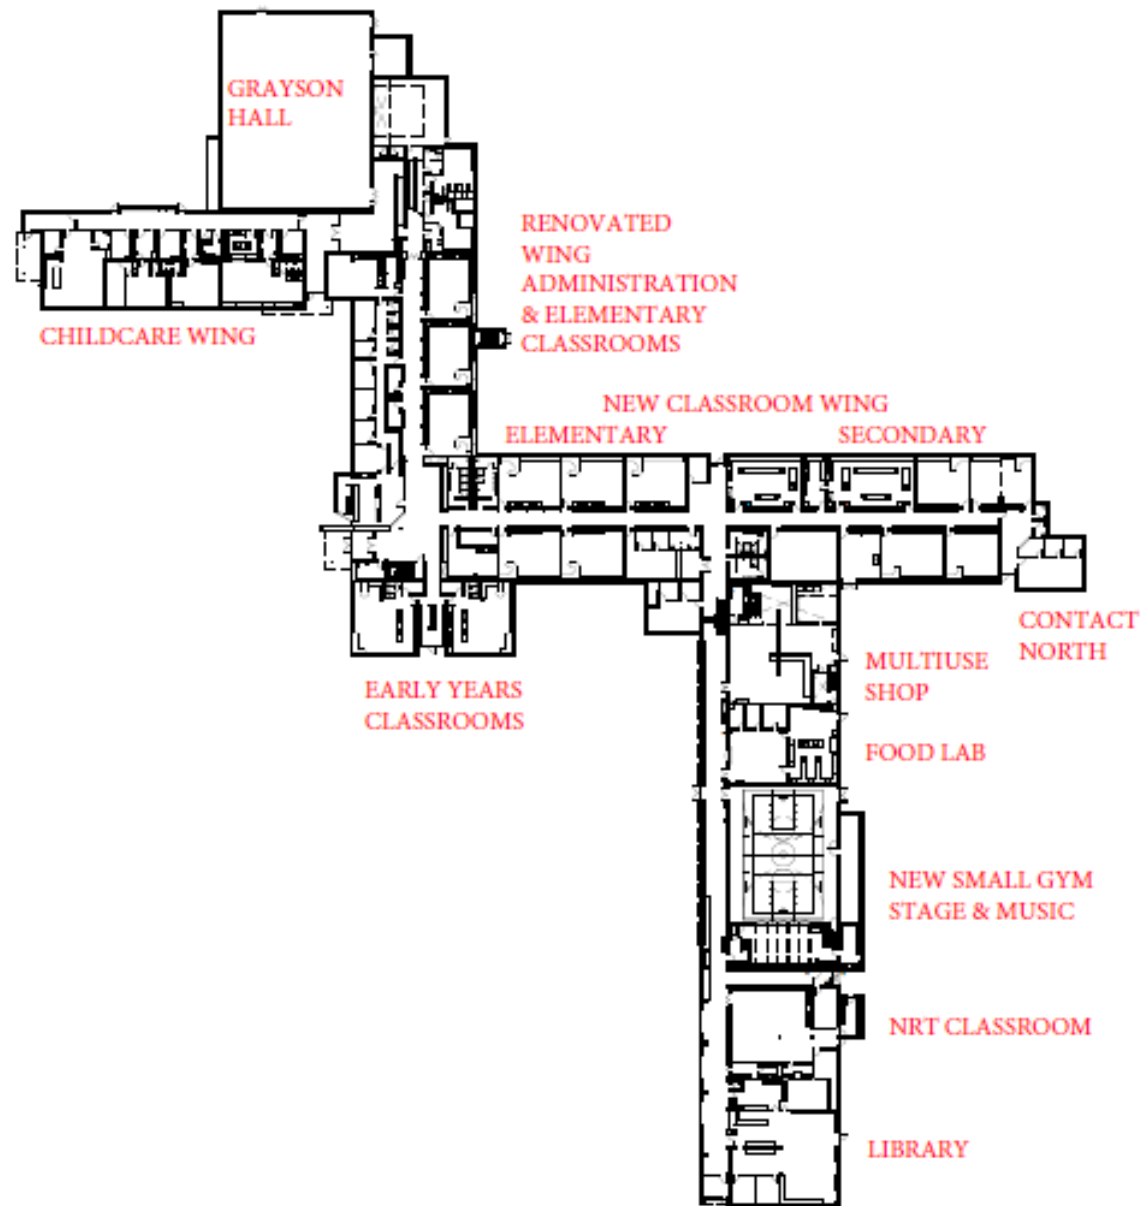 GRAYSON
HALL
RENOVATED
WING
ADMINISTRATION
& ELEMENTARY
CLASSROOMS
CHILDCARE WING
NEW CLASSROOM WING
ELEMENTARY
SECONDARY
CONTACT
NORTH
MULTIUSE
SHOP
EARLY YEARS
CLASSROOMS
FOOD LAB
NEW SMALL GYM
STAGE & MUSIC
NRT CLASSROOM
LIBRARY